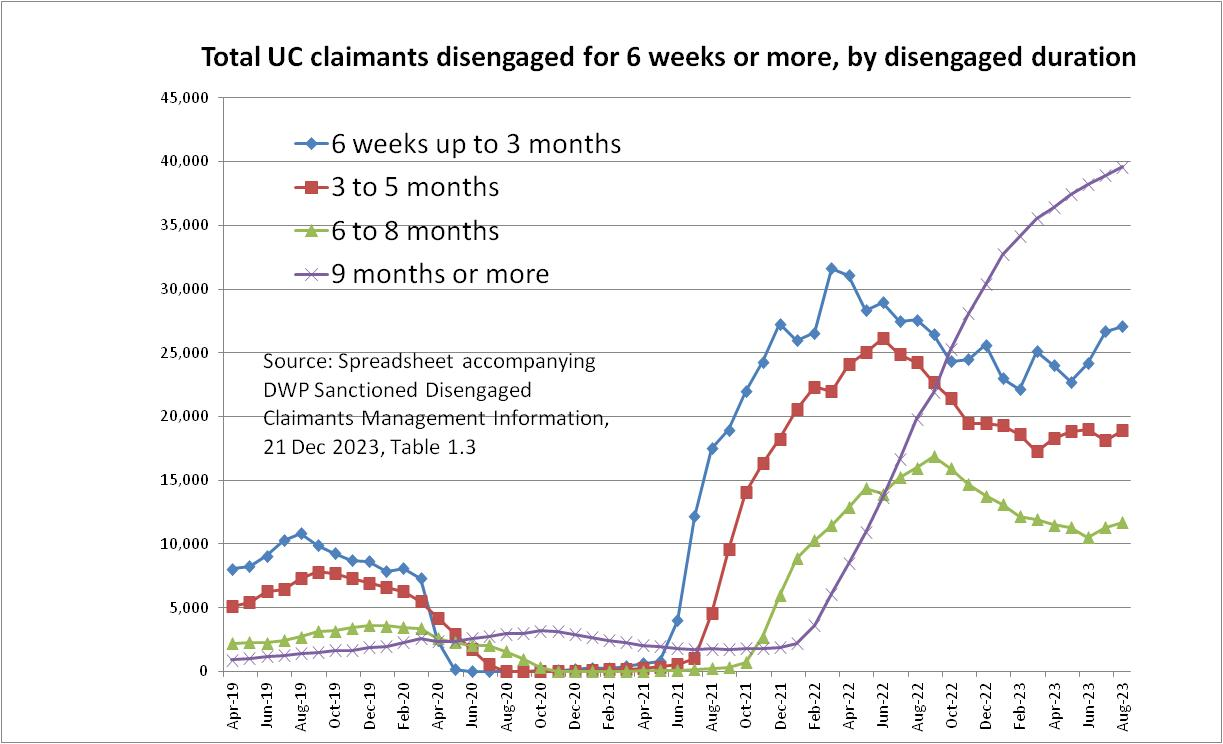 Total UC claimants disengaged for 6 weeks or more, by disengaged duration
45,000
40,000
35,000
30,000
25,000
20,000
15,000
10,000
5,000
0
6 weeks up to 3 months
3 to 5 months
6 to 8 months
9 months or more
Source: Spreadsheet accompanying
DWP Sanctioned Disengaged
Claimants Management Information,
21 Dec 2023, Table 1.3
Apr-19
Jun-19
Aug-19
Oct-19
Dec-19
Feb-20
Apr-20
Jun-20
Aug-20
Oct-20
Dec-20
Feb-21
Apr-21
Jun-21
Aug-21
Oct-21
Dec-21
Feb-22
Apr-22
Jun-22
Aug-22
Oct-22
Dec-22
Feb-23
Apr-23
Jun-23
Aug-23